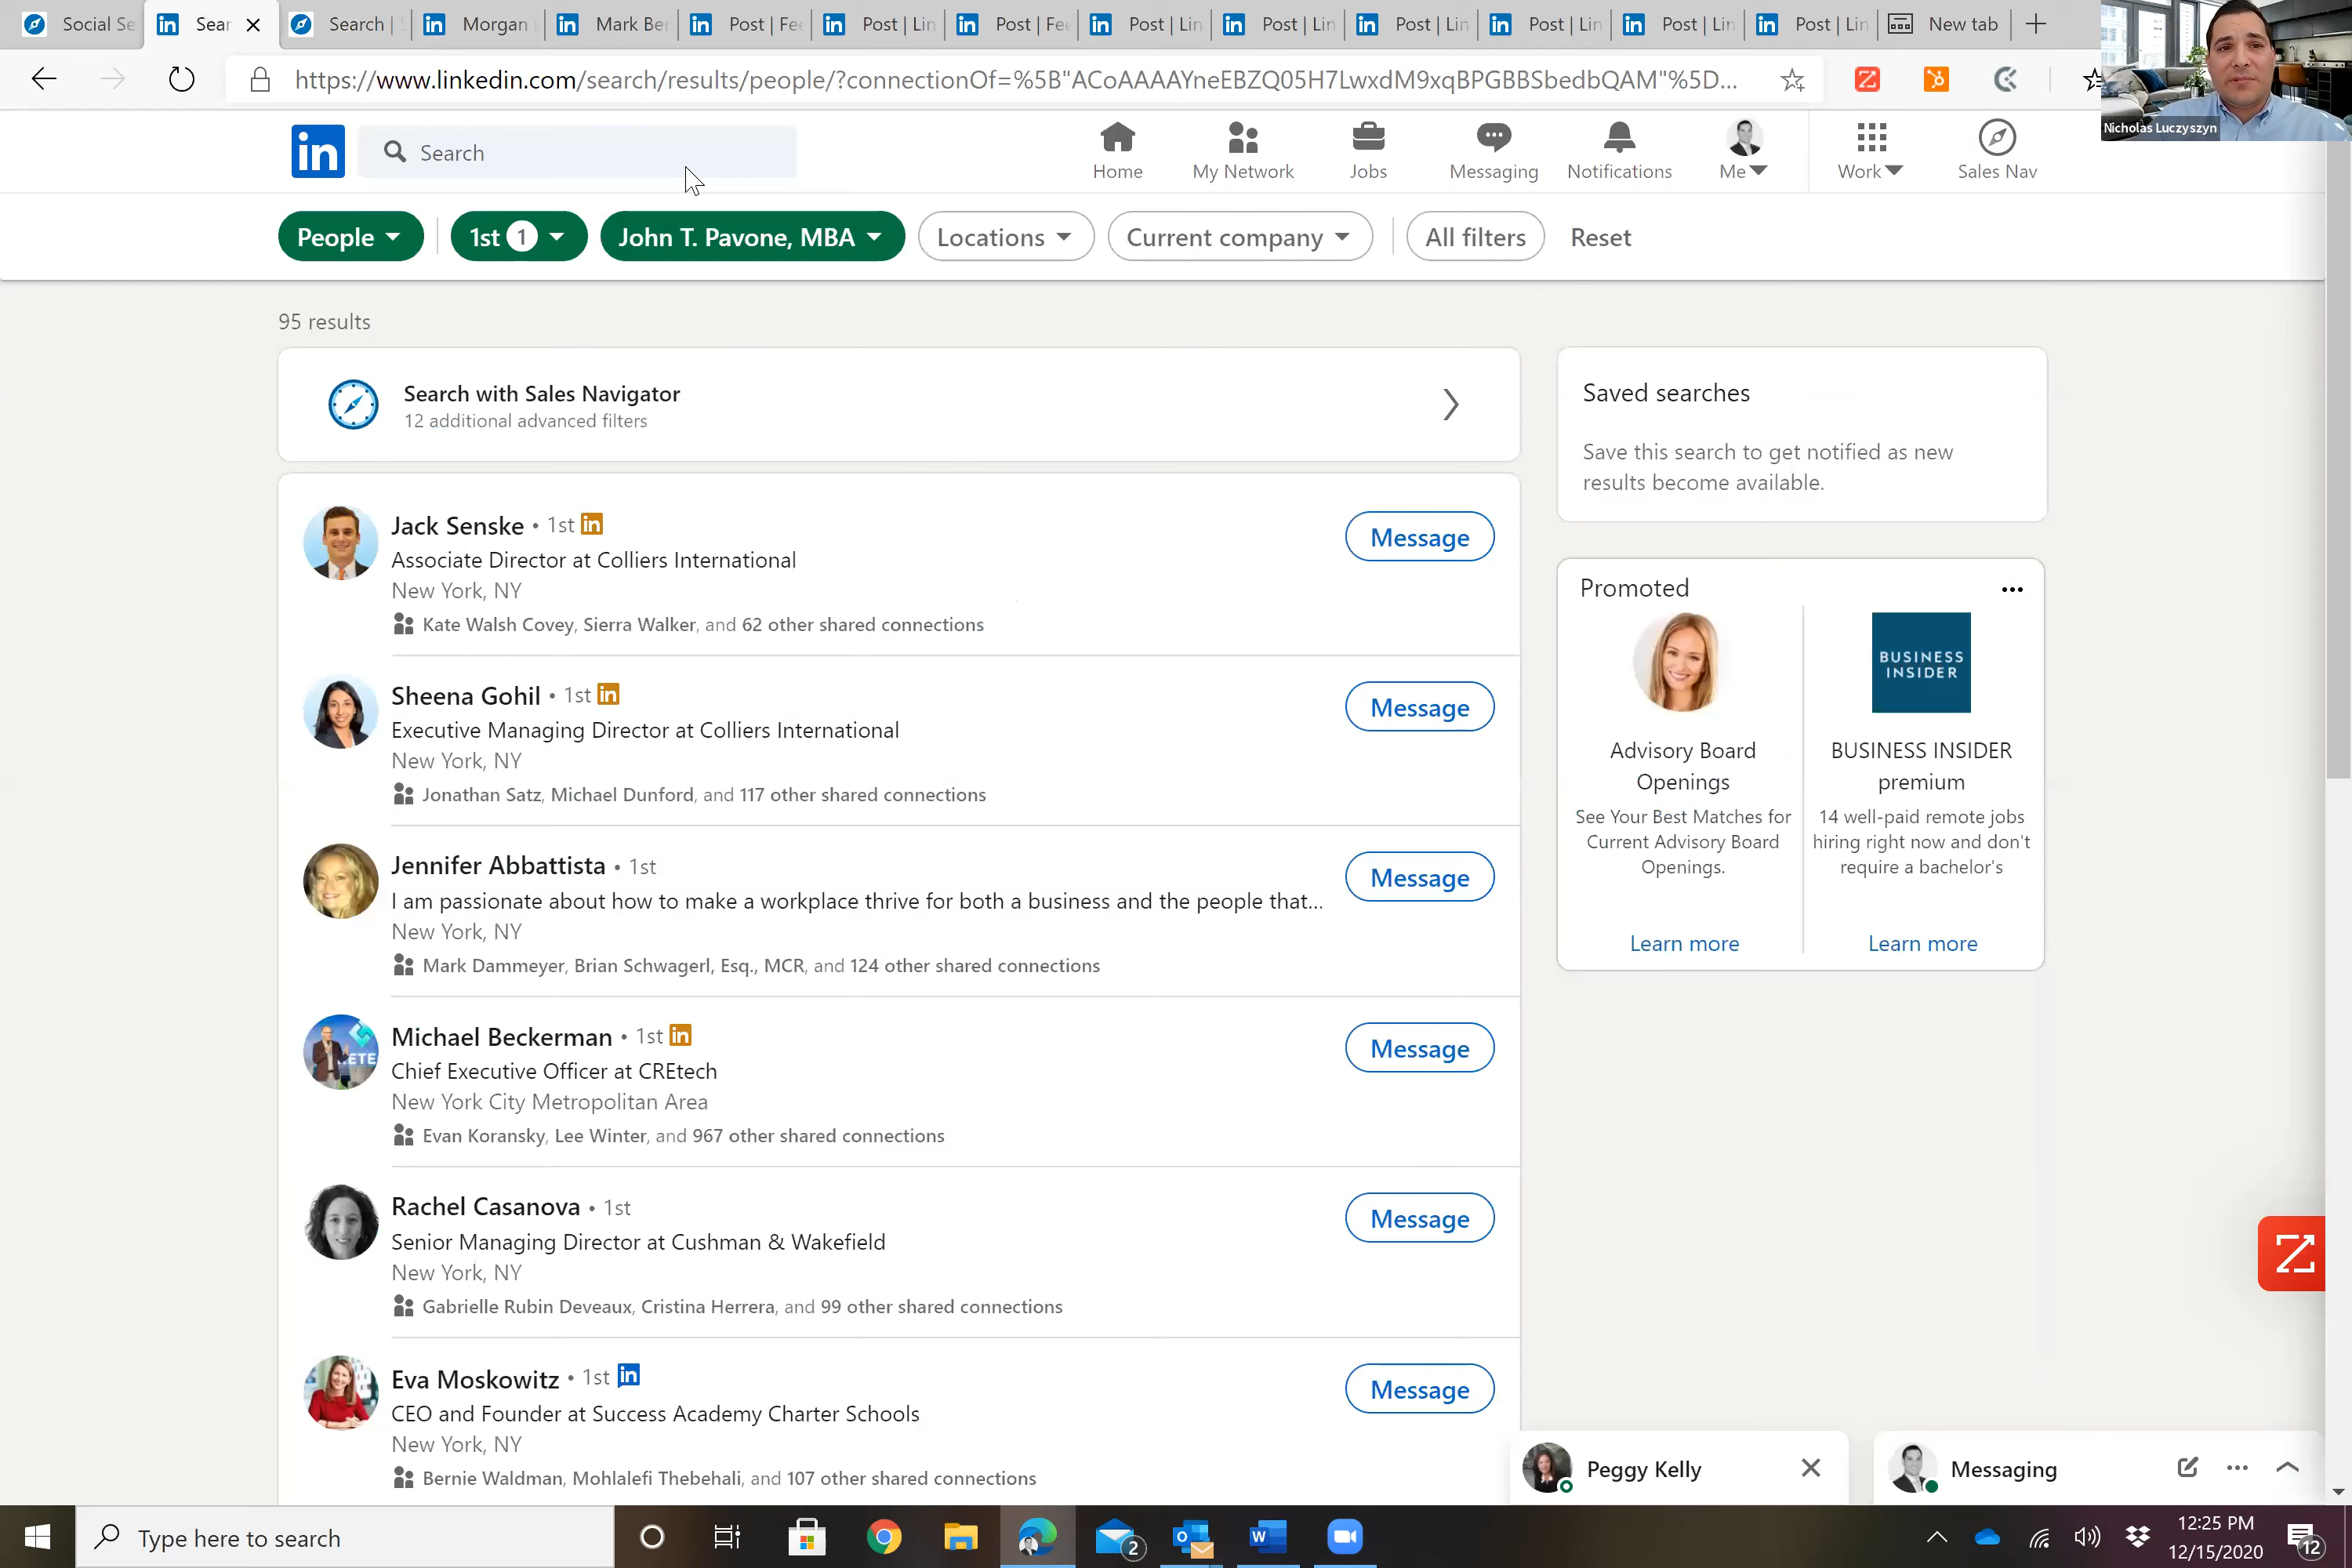 Social Se
Sear
Search | S
Morgan
Mark Ber
Post | Fee
Post | Lin
Post | Fee
Post | Lin
Post | Lin
Post | Lin
Post | Lin
Post | Lin
Post | Lin
New tab
https://www.linkedin.com/search/results/people/?connectionOf=%5B"ACoAAAAYneEBZQ05H7LwxdM9xqBPGBBSbedbQAM"%5D...
Nicholas Luczyszyn
in Search
Home
My Network
Jobs
Messaging
Notifications
Me
Work
Sales Nav
People
1st 1
John T. Pavone, MBA
Locations
Current company
All filters
Reset
95 results
Search with Sales Navigator
12 additional advanced filters
Jack Senske • 1st in
Associate Director at Colliers International
New York, NY
Kate Walsh Covey, Sierra Walker, and 62 other shared connections
Message
Sheena Gohil • 1st in
Executive Managing Director at Colliers International
New York, NY
Jonathan Satz, Michael Dunford, and 117 other shared connections
Message
Jennifer Abbattista • 1st
I am passionate about how to make a workplace thrive for both a business and the people that...
New York, NY
Mark Dammeyer, Brian Schwagerl, Esq., MCR, and 124 other shared connections
Message
Michael Beckerman • 1st in
Chief Executive Officer at CREtech
New York City Metropolitan Area
Evan Koransky, Lee Winter, and 967 other shared connections
Message
Rachel Casanova • 1st
Senior Managing Director at Cushman & Wakefield
New York, NY
Gabrielle Rubin Deveaux, Cristina Herrera, and 99 other shared connections
Message
Eva Moskowitz • 1st in
CEO and Founder at Success Academy Charter Schools
New York, NY
Bernie Waldman, Mohlalefi Thebehali, and 107 other shared connections
Message
Saved searches
Save this search to get notified as new
results become available.
Promoted
Advisory Board
Openings
See Your Best Matches for
Current Advisory Board
Openings.
Learn more
BUSINESS
INSIDER
BUSINESS INSIDER
premium
14 well-paid remote jobs
hiring right now and don't
require a bachelor's
Learn more
Peggy Kelly
Messaging
Type here to search
2
12:25 PM
12/15/2020
12